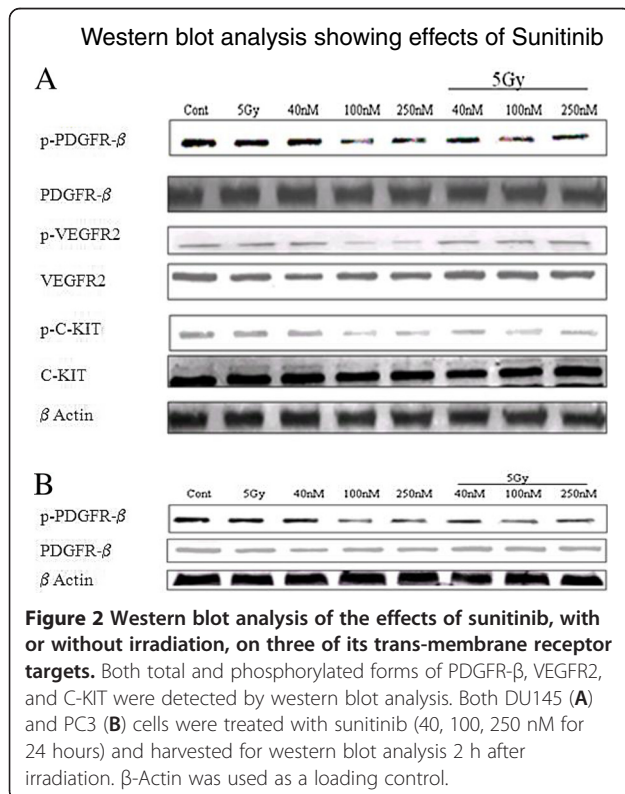 Western blot analysis showing effects of Sunitinib
A
5Gy
Cont 5Gy 40nM 100nM 250nM 40nM 100nM 250nM
p-PDGFR-β
PDGFR-β
p-VEGFR2
VEGFR2
p-C-KIT
C-KIT
β Actin
B
5Gy
Cont 5Gy 40nM 100nM 250nM 40nM 100nM 250nM
p-PDGFR-β
PDGFR-β
β Actin
Figure 2 Western blot analysis of the effects of sunitinib, with
or without irradiation, on three of its trans-membrane receptor
targets. Both total and phosphorylated forms of PDGFR-β, VEGFR2,
and C-KIT were detected by western blot analysis. Both DU145 (A)
and PC3 (B) cells were treated with sunitinib (40, 100, 250 nM for
24 hours) and harvested for western blot analysis 2 h after
irradiation. β-Actin was used as a loading control.